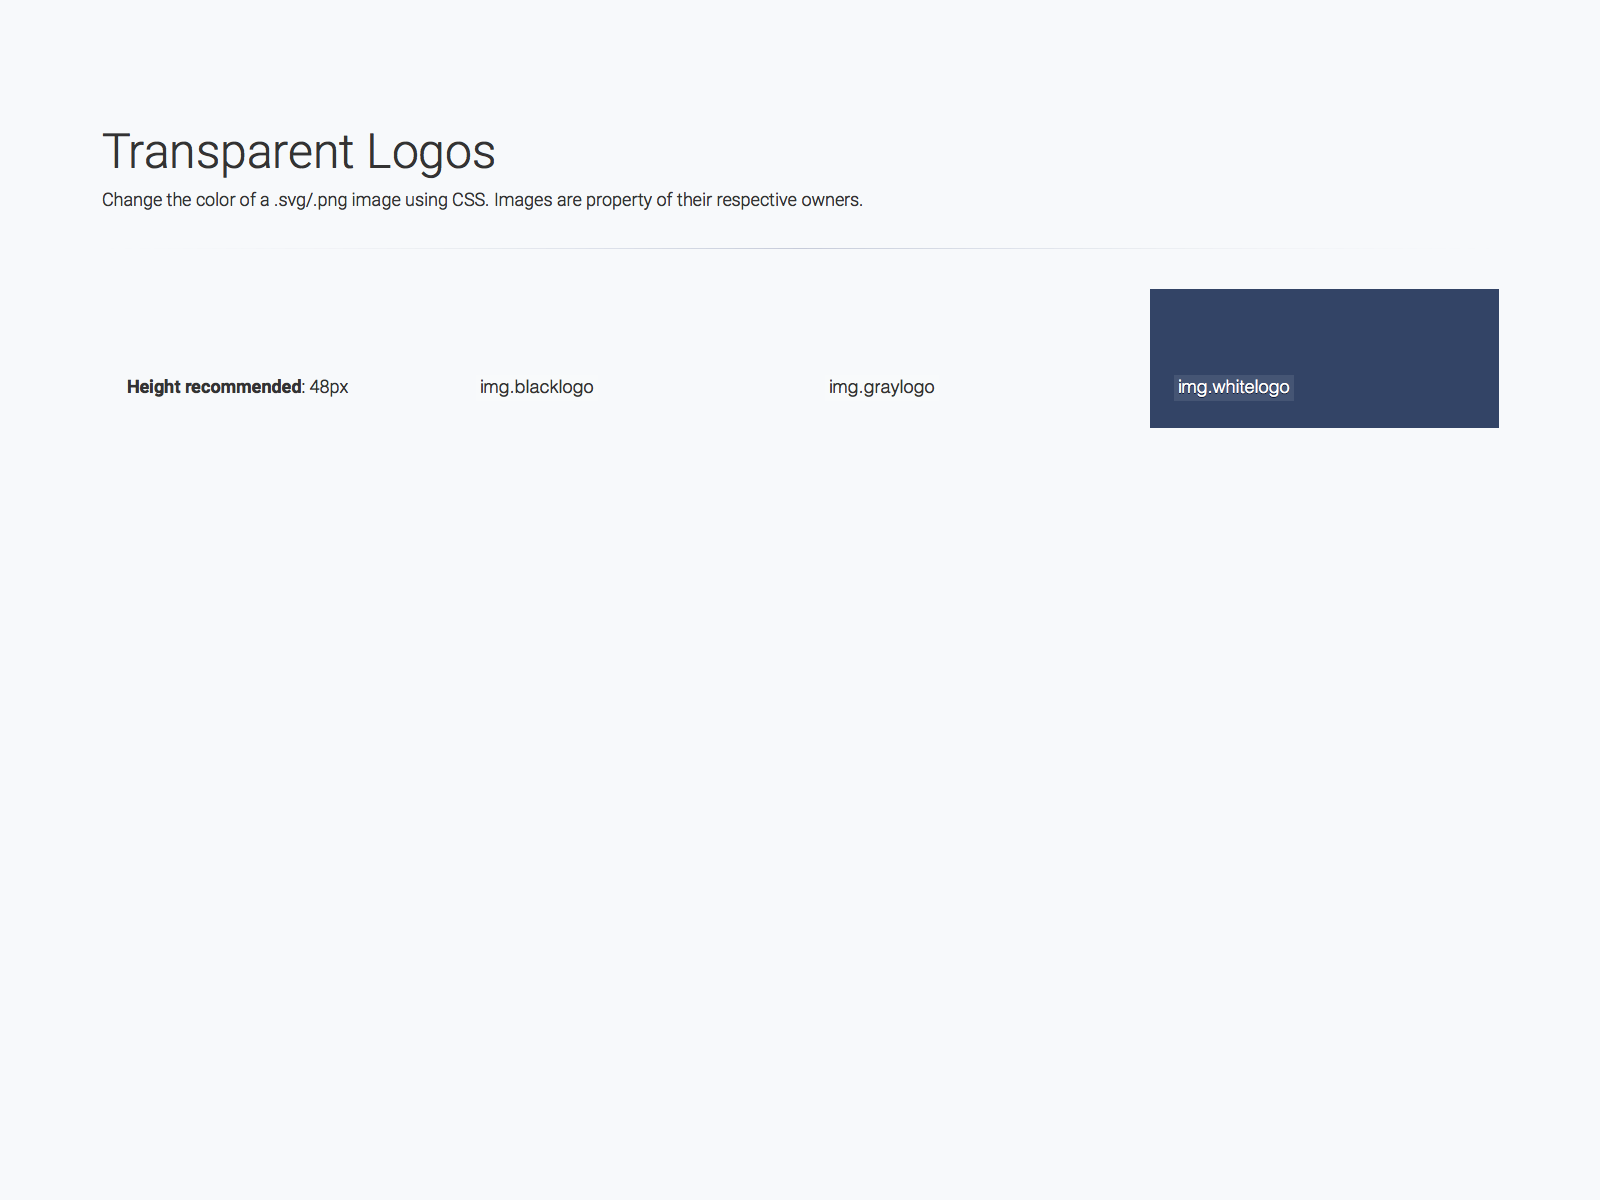 Transparent Logos
Change the color of a .svg/.png image using CSS. Images are property of their respective owners.
Height recommended: 48px
img.blacklogo
img.graylogo
img.whitelogo